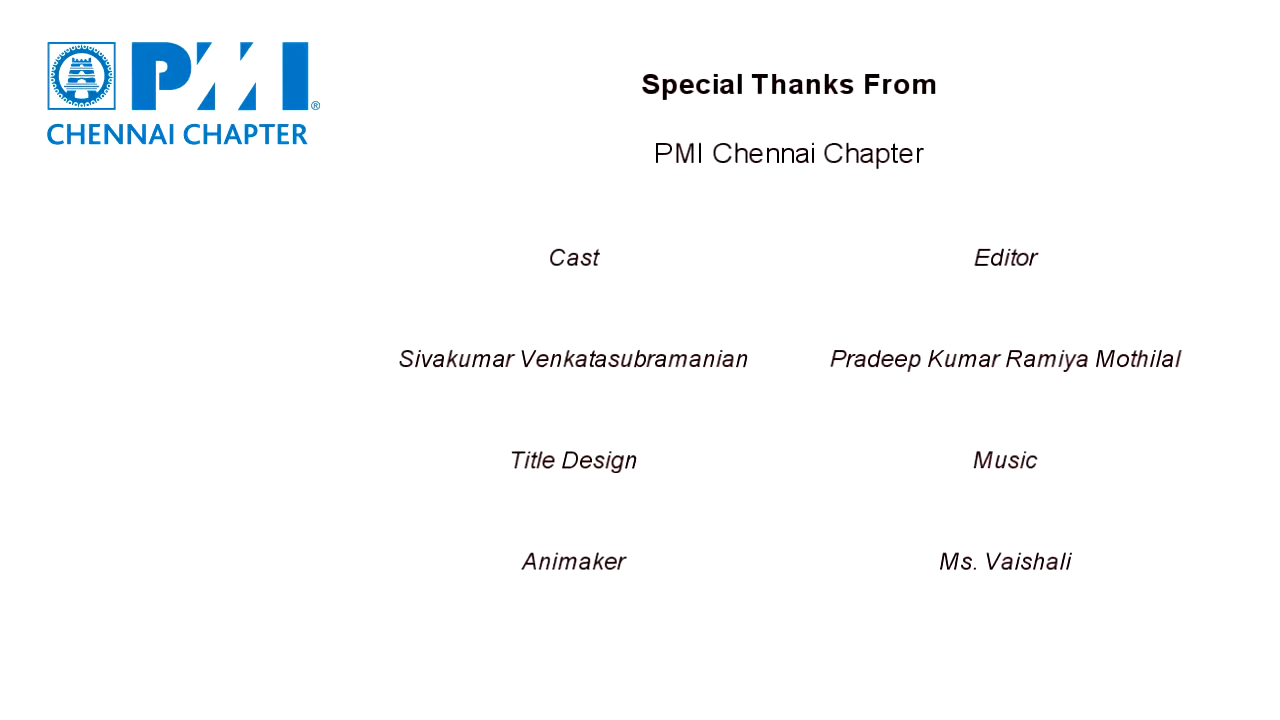 PMI®
CHENNAI CHAPTER
Special Thanks From
PMI Chennai Chapter
Cast
Editor
Sivakumar Venkatasubramanian
Pradeep Kumar Ramiya Mothilal
Title Design
Music
Animaker
Ms. Vaishali